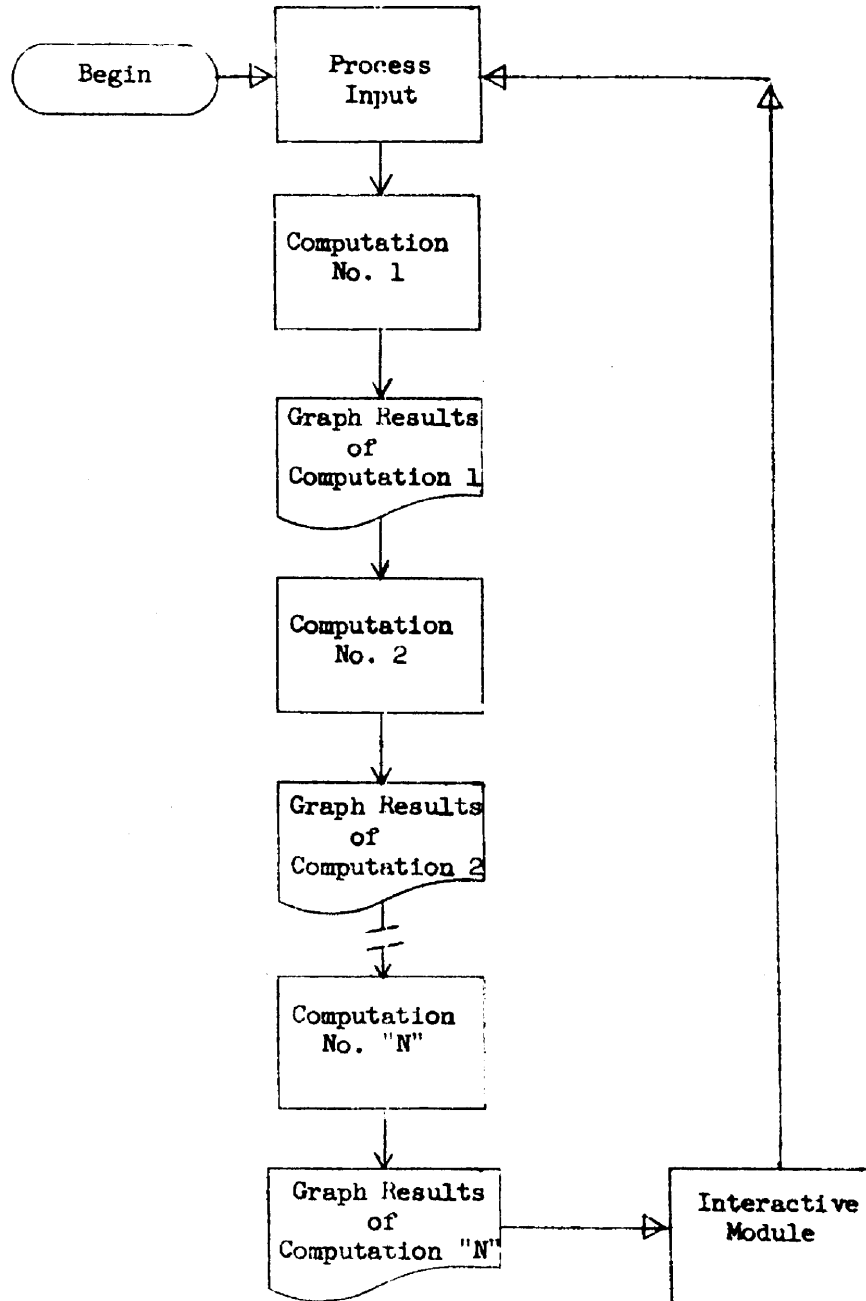 Begin
Process
Input
Computation
No. 1
Graph Results
of
Computation 1
Computation
No. 2
Graph Results
of
Computation 2
Computation
No. "N"
Graph Results
of
Computation "N"
Interactive
Module